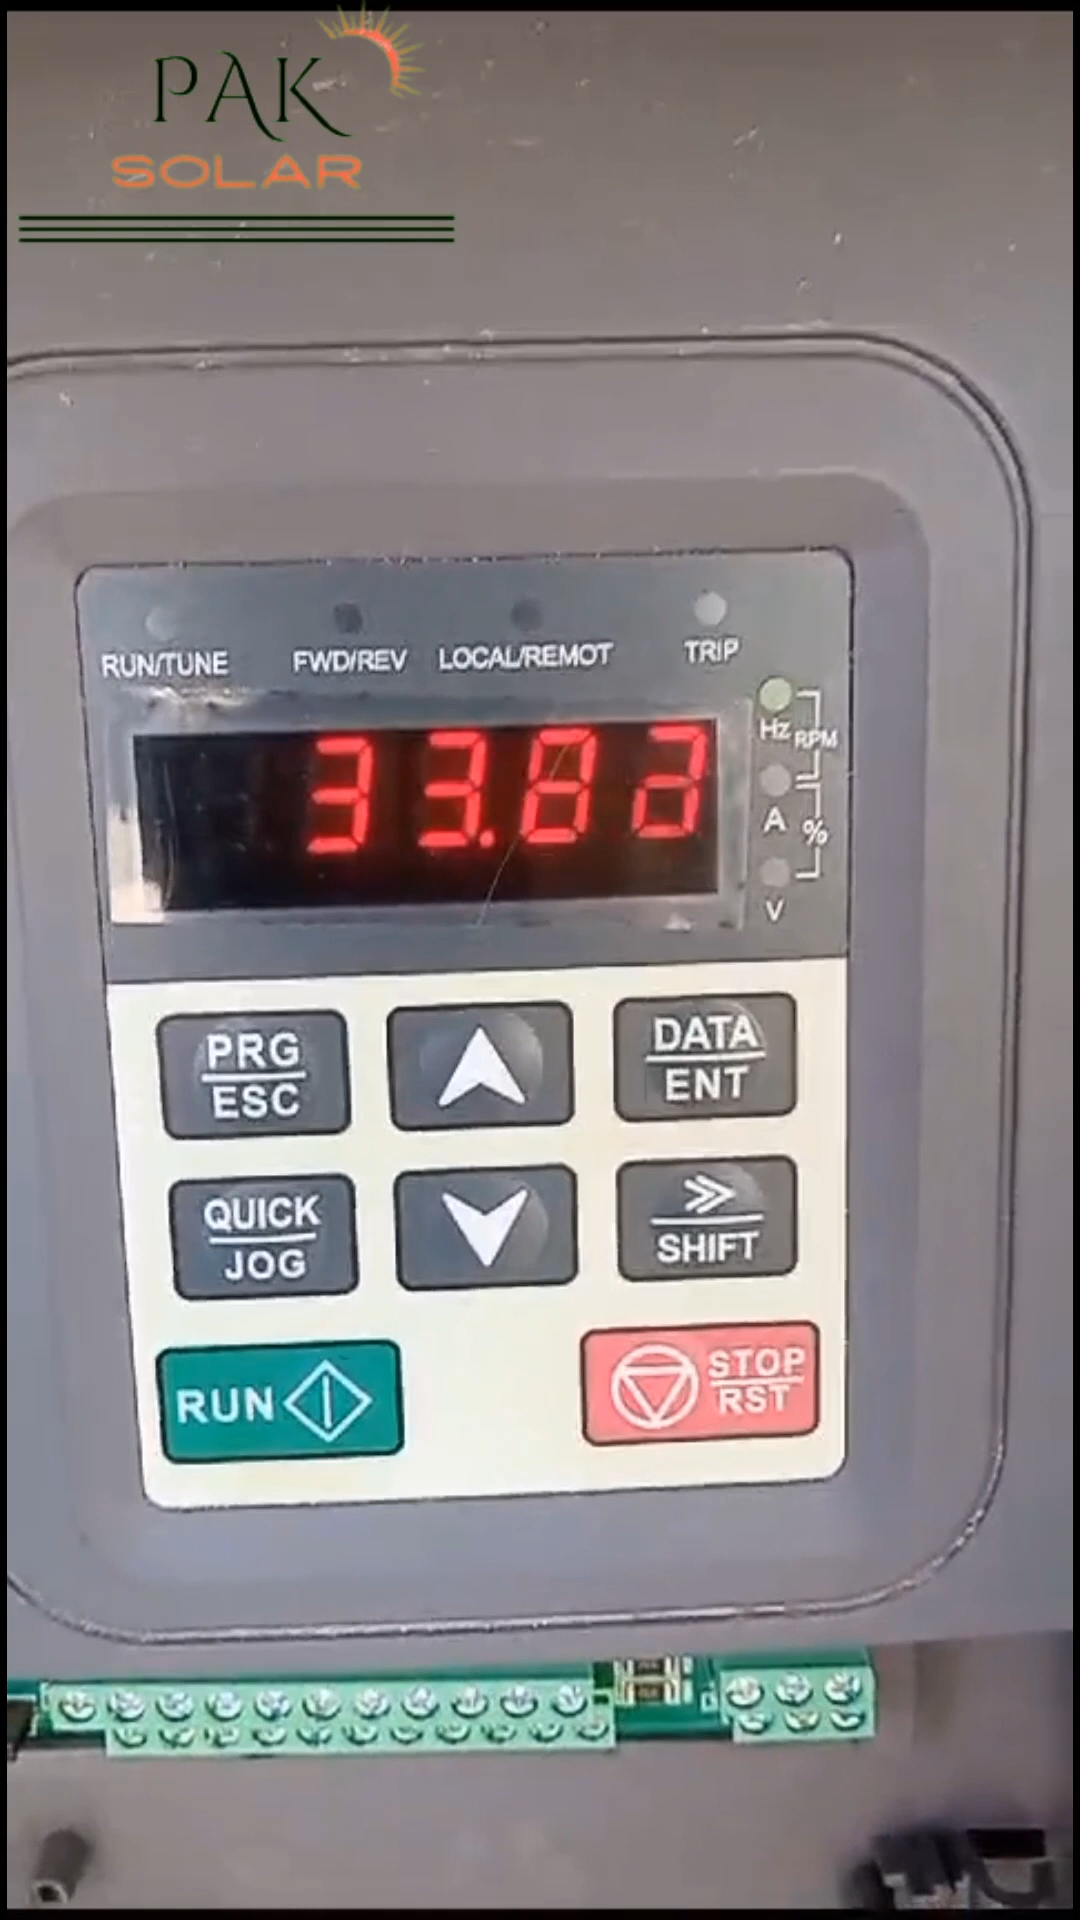 PAK
SOLAR
RUN/TUNE FWD/REV LOCAL/REMOT TRIP
Hz RPM
33.8
A %
V
PRG
ESC
DATA
ENT
QUICK
JOG
SHIFT
RUN
STOP
RST